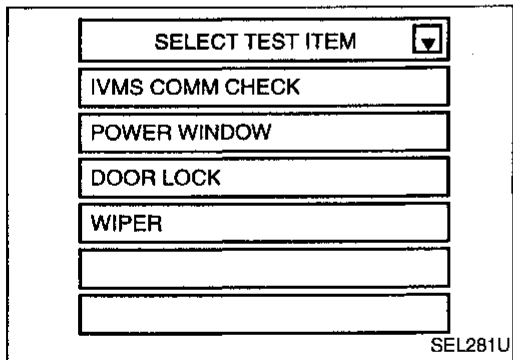 SELECT TEST ITEM
IVMS COMM CHECK
POWER WINDOW
DOOR LOCK
WIPER
SEL281U